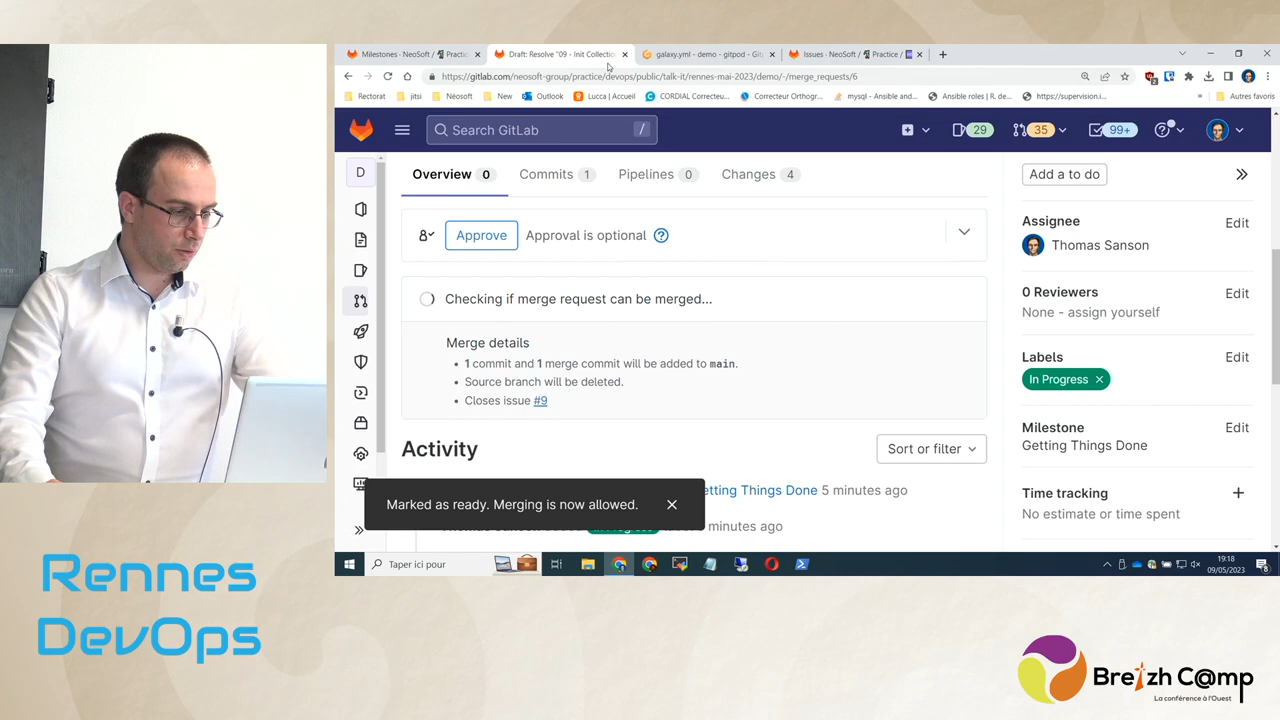 Milestones · NeoSoft / Practic
Draft: Resolve "09 - Init Collectio
galaxy.yml - demo - gitpod - Git
Issues · NeoSoft / Practice /
https://gitlab.com/neosoft-group/practice/devops/public/talk-it/rennes-mai-2023/demo/-/merge_requests/6
Rectorat
jitsi
Néosoft
New
Outlook
Lucca | Accueil
CORDIAL Correcteu...
Correcteur Orthogr...
mysql - Ansible and...
Ansible roles | R. de...
https://supervision.i...
»
Autres favoris
Search GitLab
/
29
35
99+
D
Overview 0
Commits 1
Pipelines 0
Changes 4
Approve
Approval is optional
Checking if merge request can be merged...
Merge details
• 1 commit and 1 merge commit will be added to main.
• Source branch will be deleted.
• Closes issue #9
Activity
Sort or filter
etting Things Done 5 minutes ago
minutes ago
Marked as ready. Merging is now allowed.
Add a to do
Assignee
Edit
Thomas Sanson
0 Reviewers
Edit
None - assign yourself
Labels
Edit
In Progress
Milestone
Edit
Getting Things Done
Time tracking
No estimate or time spent
Taper ici pour
19:18
09/05/2023
Rennes
DevOps
Breizh C@mp
La conférence à l'Ouest